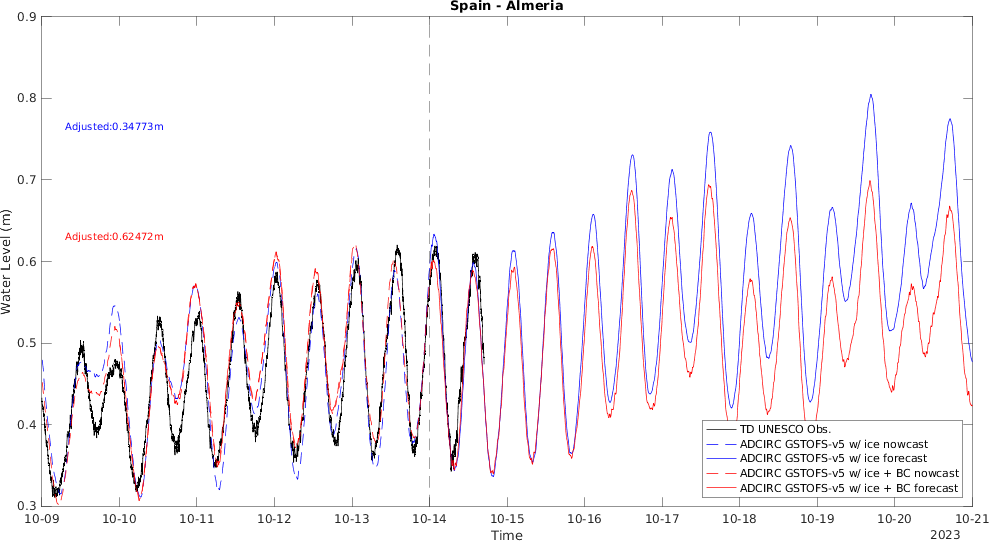 Spain - Almeria
0.9
0.8
0.7
0.6
0.5
0.4
0.3
Water Level (m)
Adjusted:0.34773m
Adjusted:0.62472m
TD UNESCO Obs.
ADCIRC GSTOFS-v5 w/ ice nowcast
ADCIRC GSTOFS-v5 w/ ice forecast
ADCIRC GSTOFS-v5 w/ ice + BC nowcast
ADCIRC GSTOFS-v5 w/ ice + BC forecast
10-09 10-10 10-11 10-12 10-13 10-14 10-15 10-16 10-17 10-18 10-19 10-20 10-21
Time
2023